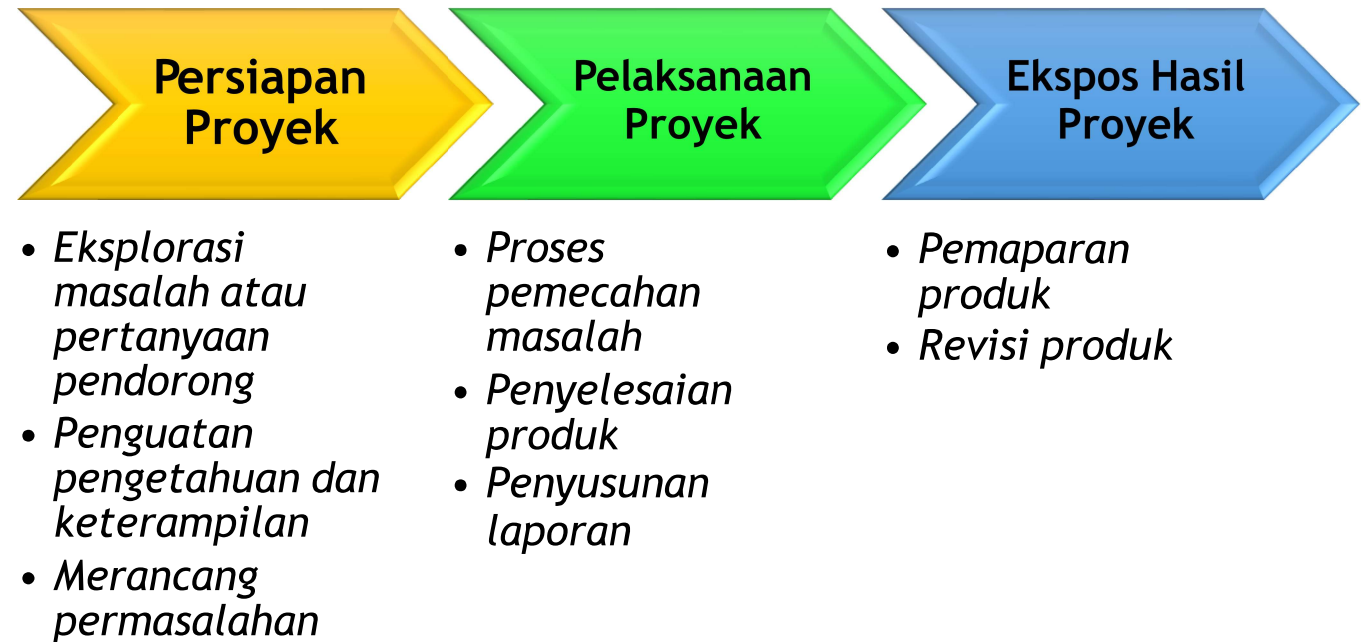 Persiapan
Proyek
• Eksplorasi
masalah atau
pertanyaan
pendorong
• Penguatan
pengetahuan dan
keterampilan
• Merancang
permasalahan
Pelaksanaan
Proyek
• Proses
pemecahan
masalah
• Penyelesaian
produk
• Penyusunan
laporan
Ekspos Hasil
Proyek
• Pemaparan
produk
• Revisi produk